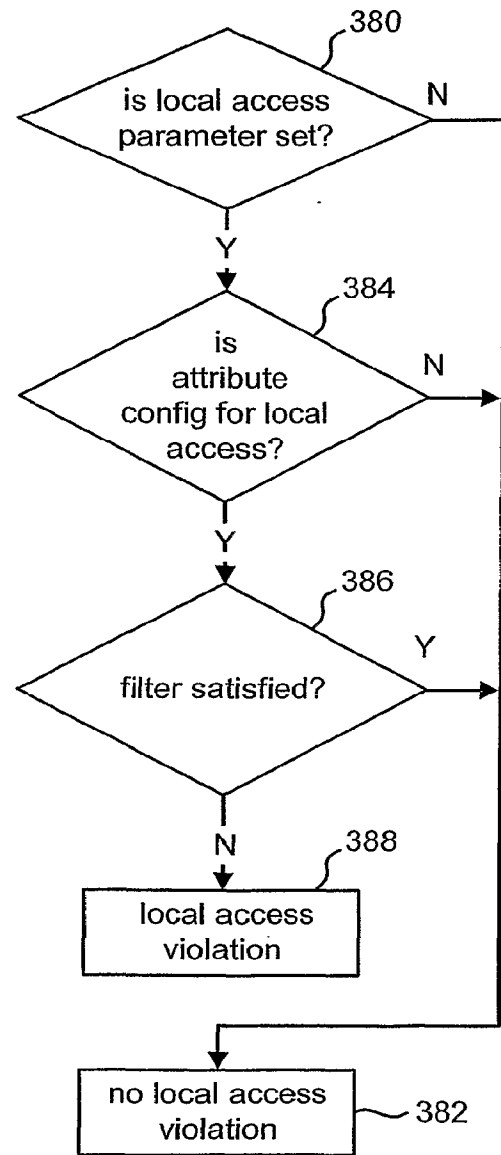 380
is local access
parameter set?
N
Y
384
is
attribute
config for local
access?
N
Y
386
filter satisfied?
Y
N
388
local access
violation
no local access
violation
382